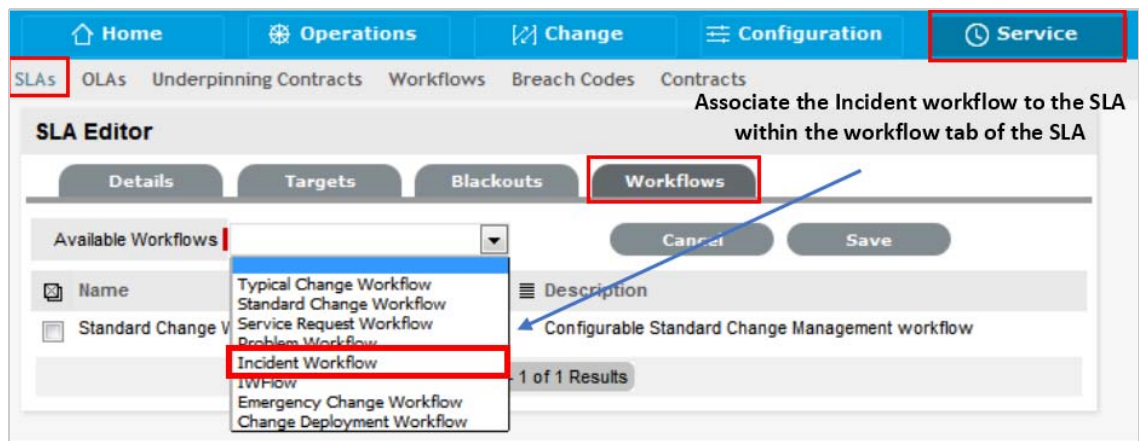 Home Operations Change Configuration Service
SLAs OLAs Underpinning Contracts Workflows Breach Codes Contracts
Associate the Incident workflow to the SLA
within the workflow tab of the SLA
SLA Editor
Details Targets Blackouts Workflows
Available Workflows Cancel Save
Name Description
Standard Change W Configurable Standard Change Management workflow
Typical Change Workflow
Standard Change Workflow
Service Request Workflow
Problem Workflow
Incident Workflow
IWFlow
Emergency Change Workflow
Change Deployment Workflow
- 1 of 1 Results